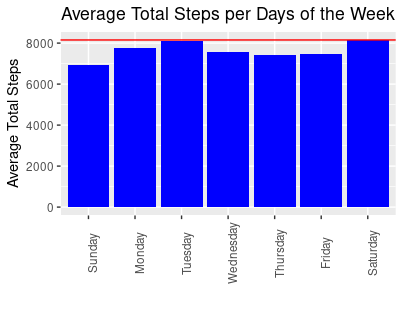 Average Total Steps per Days of the Week
Average Total Steps
8000
6000
4000
2000
0
Sunday
Monday
Tuesday
Wednesday
Thursday
Friday
Saturday